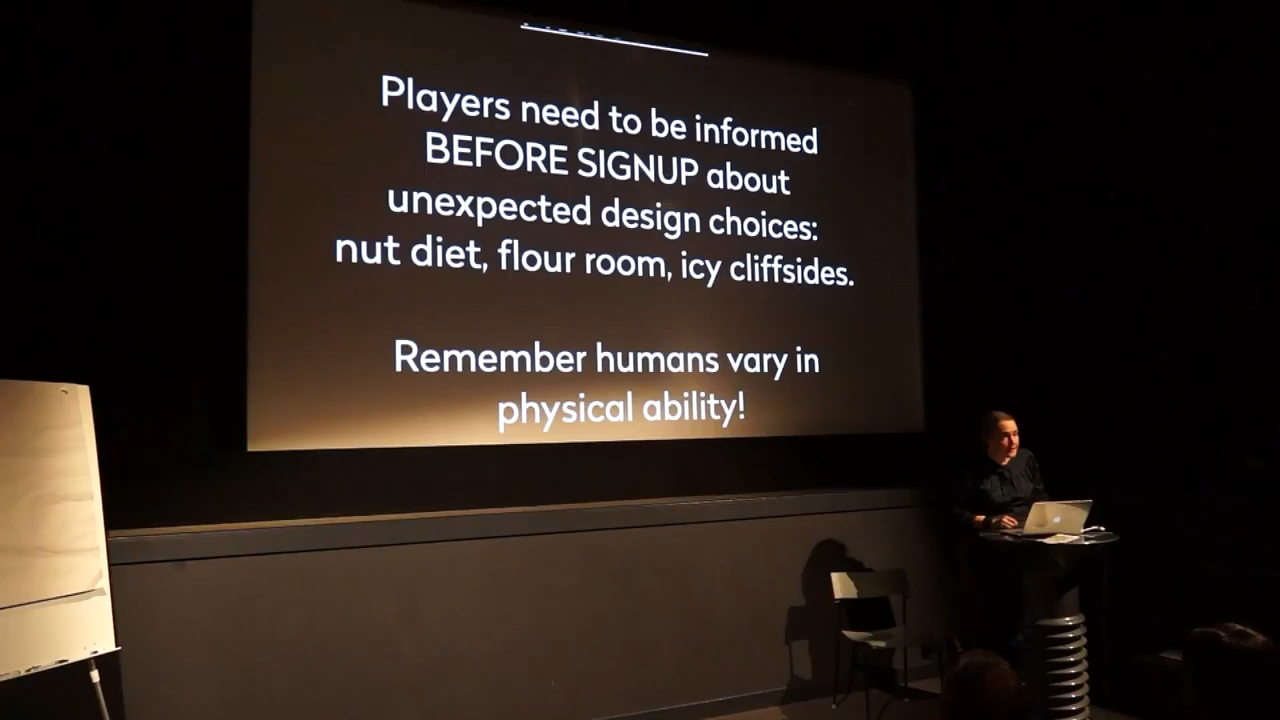 Players need to be informed
BEFORE SIGNUP about
unexpected design choices:
nut diet, flour room, icy cliffsides.
Remember humans vary in
physical ability!